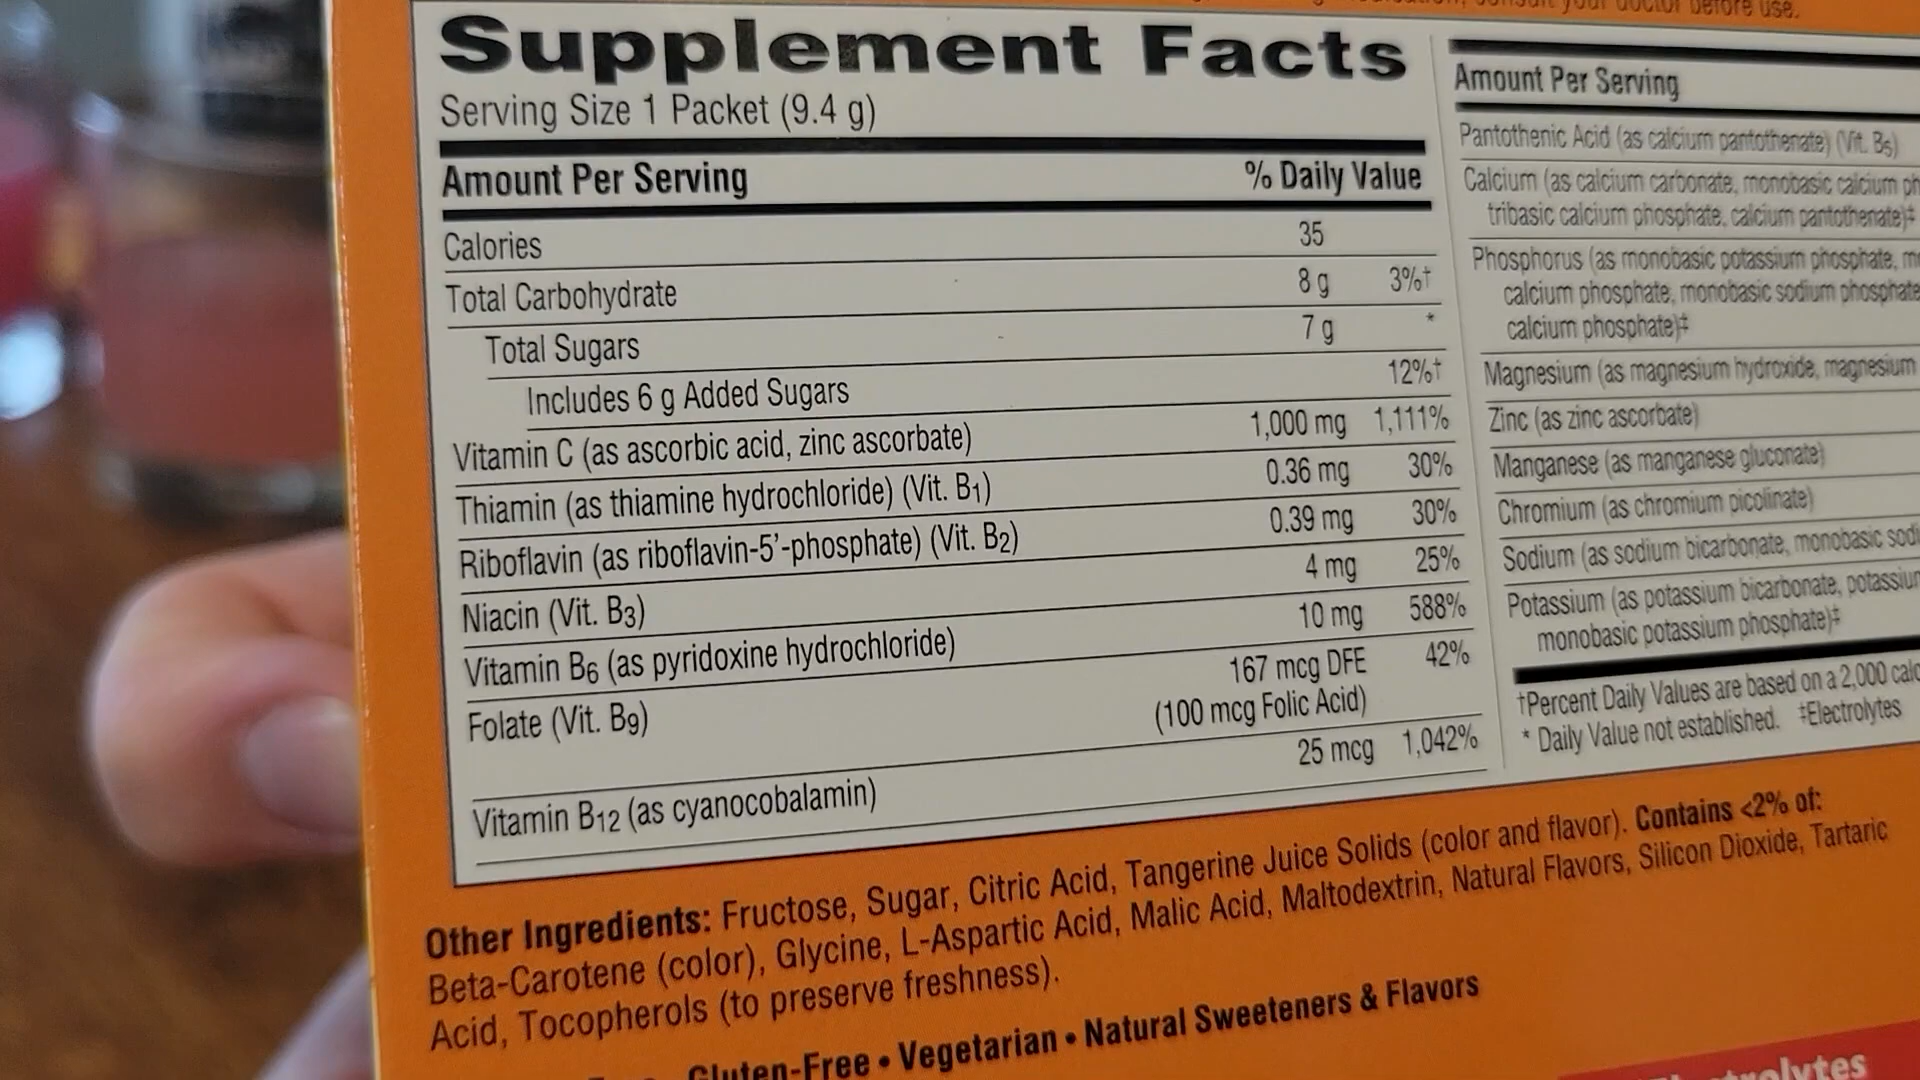 consult your doctor before use.
Supplement Facts
Serving Size 1 Packet (9.4 g)
Amount Per Serving % Daily Value
Calories 35
Total Carbohydrate 8 g 3%†
Total Sugars 7 g *
Includes 6 g Added Sugars 12%†
Vitamin C (as ascorbic acid, zinc ascorbate) 1,000 mg 1,111%
Thiamin (as thiamine hydrochloride) (Vit. B1) 0.36 mg 30%
Riboflavin (as riboflavin-5’-phosphate) (Vit. B2) 0.39 mg 30%
Niacin (Vit. B3) 4 mg 25%
Vitamin B6 (as pyridoxine hydrochloride) 10 mg 588%
Folate (Vit. B9) 167 mcg DFE 42%
(100 mcg Folic Acid)
Vitamin B12 (as cyanocobalamin) 25 mcg 1,042%
Amount Per Serving
Pantothenic Acid (as calcium pantothenate) (Vit. B5)
Calcium (as calcium carbonate, monobasic calcium ph
tribasic calcium phosphate, calcium pantothenate)‡
Phosphorus (as monobasic potassium phosphate, m
calcium phosphate, monobasic sodium phosphate
calcium phosphate)‡
Magnesium (as magnesium hydroxide, magnesium
Zinc (as zinc ascorbate)
Manganese (as manganese gluconate)
Chromium (as chromium picolinate)
Sodium (as sodium bicarbonate, monobasic sodi
Potassium (as potassium bicarbonate, potassium
monobasic potassium phosphate)‡
†Percent Daily Values are based on a 2,000 calo
* Daily Value not established. ‡Electrolytes
Other Ingredients: Fructose, Sugar, Citric Acid, Tangerine Juice Solids (color and flavor). Contains <2% of:
Beta-Carotene (color), Glycine, L-Aspartic Acid, Malic Acid, Maltodextrin, Natural Flavors, Silicon Dioxide, Tartaric
Acid, Tocopherols (to preserve freshness).
Gluten-Free • Vegetarian • Natural Sweeteners & Flavors
Electrolytes